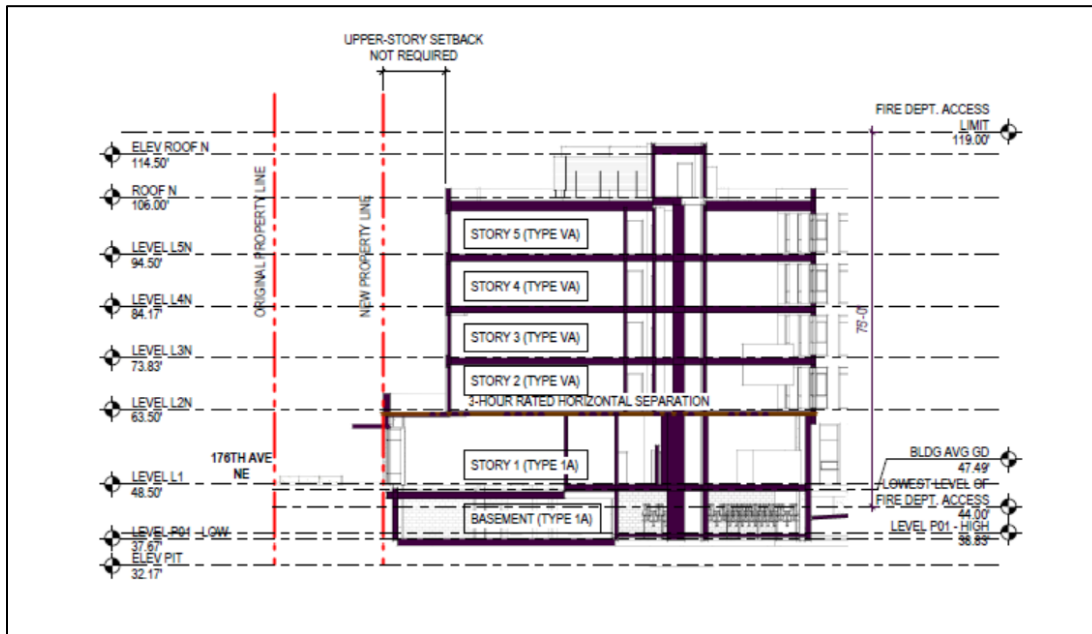 UPPER-STORY SETBACK
NOT REQUIRED
FIRE DEPT. ACCESS
LIMIT
119.00'
ELEV ROOF N
114.50'
ROOF N
106.00'
ORIGINAL PROPERTY LINE
NEW PROPERTY LINE
STORY 5 (TYPE VA)
LEVEL L5N
94.50'
STORY 4 (TYPE VA)
LEVEL L4N
84.17'
75'-0"
STORY 3 (TYPE VA)
LEVEL L3N
73.83'
STORY 2 (TYPE VA)
3-HOUR RATED HORIZONTAL SEPARATION
LEVEL L2N
63.50'
176TH AVE
NE
STORY 1 (TYPE 1A)
BLDG AVG GD
47.49'
LEVEL L1
48.50'
LOWEST LEVEL OF
FIRE DEPT. ACCESS
44.00'
BASEMENT (TYPE 1A)
LEVEL P01 - LOW
37.67'
LEVEL P01 - HIGH
38.83'
ELEV PIT
32.17'